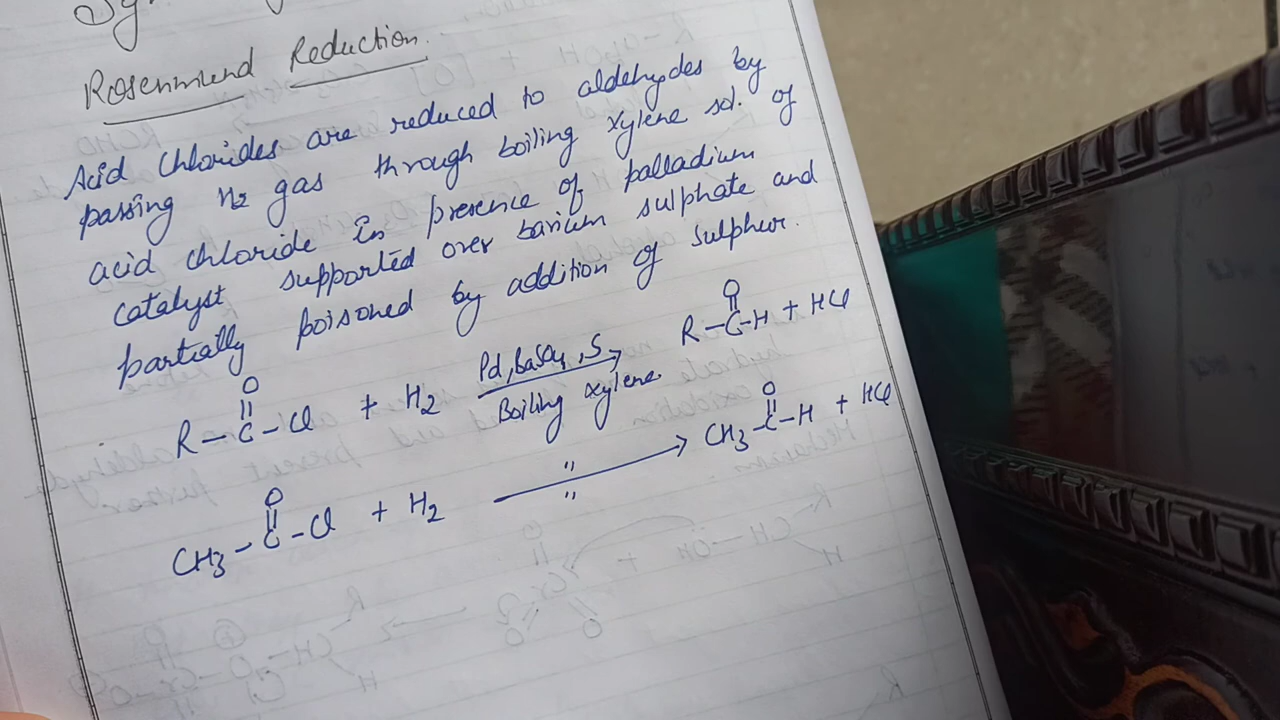 Rosenmund Reduction.
Acid Chlorides are reduced to aldehydes by
passing H2 gas through boiling xylene sol. of
acid chloride in presence of palladium
catalyst supported over barium sulphate and
partially poisoned by addition of sulphur.
R-C(=O)-Cl + H2 Pd, BaSO4, S Boiling xylene. → R-C(=O)-H + HCl
CH3-C(=O)-Cl + H2 " " → CH3-C(=O)-H + HCl